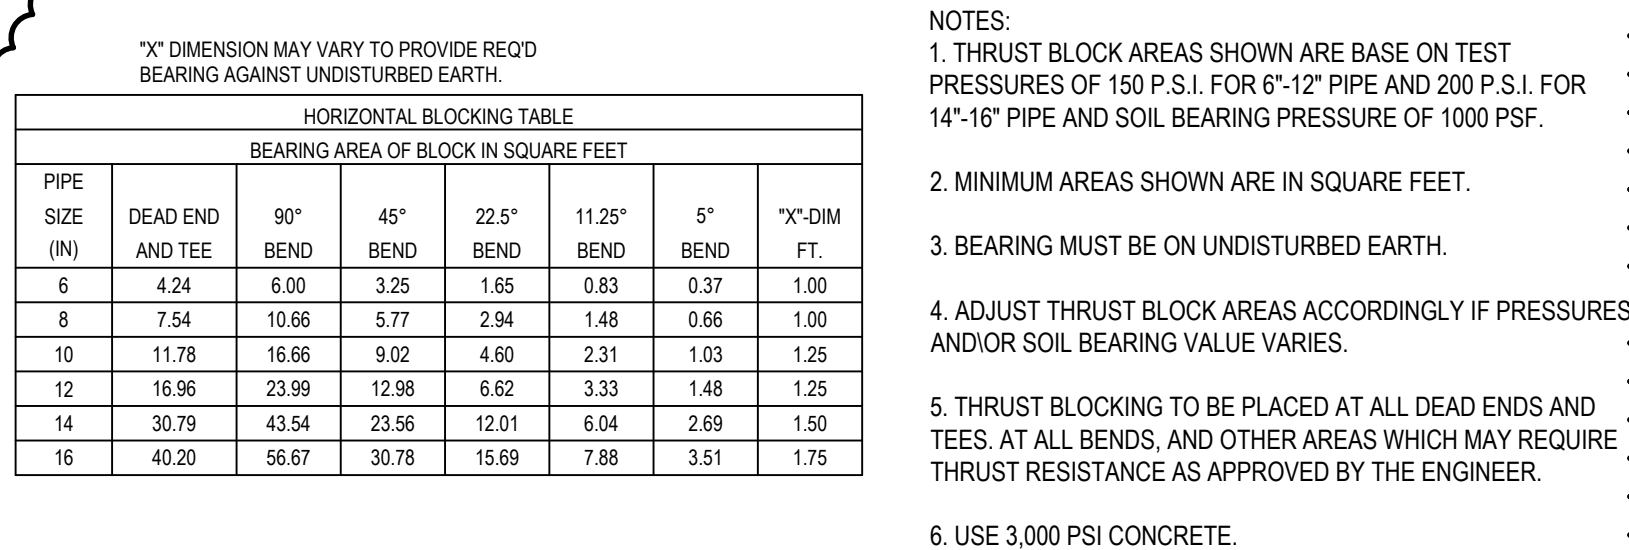 "X" DIMENSION MAY VARY TO PROVIDE REQ'D
BEARING AGAINST UNDISTURBED EARTH.
HORIZONTAL BLOCKING TABLE
BEARING AREA OF BLOCK IN SQUARE FEET
PIPE
SIZE DEAD END 90° 45° 22.5° 11.25° 5° "X"-DIM
(IN) AND TEE BEND BEND BEND BEND BEND FT.
6 4.24 6.00 3.25 1.65 0.83 0.37 1.00
8 7.54 10.66 5.77 2.94 1.48 0.66 1.00
10 11.78 16.66 9.02 4.60 2.31 1.03 1.25
12 16.96 23.99 12.98 6.62 3.33 1.48 1.25
14 30.79 43.54 23.56 12.01 6.04 2.69 1.50
16 40.20 56.67 30.78 15.69 7.88 3.51 1.75
NOTES:
1. THRUST BLOCK AREAS SHOWN ARE BASE ON TEST
PRESSURES OF 150 P.S.I. FOR 6"-12" PIPE AND 200 P.S.I. FOR
14"-16" PIPE AND SOIL BEARING PRESSURE OF 1000 PSF.
2. MINIMUM AREAS SHOWN ARE IN SQUARE FEET.
3. BEARING MUST BE ON UNDISTURBED EARTH.
4. ADJUST THRUST BLOCK AREAS ACCORDINGLY IF PRESSURES
AND\OR SOIL BEARING VALUE VARIES.
5. THRUST BLOCKING TO BE PLACED AT ALL DEAD ENDS AND
TEES. AT ALL BENDS, AND OTHER AREAS WHICH MAY REQUIRE
THRUST RESISTANCE AS APPROVED BY THE ENGINEER.
6. USE 3,000 PSI CONCRETE.